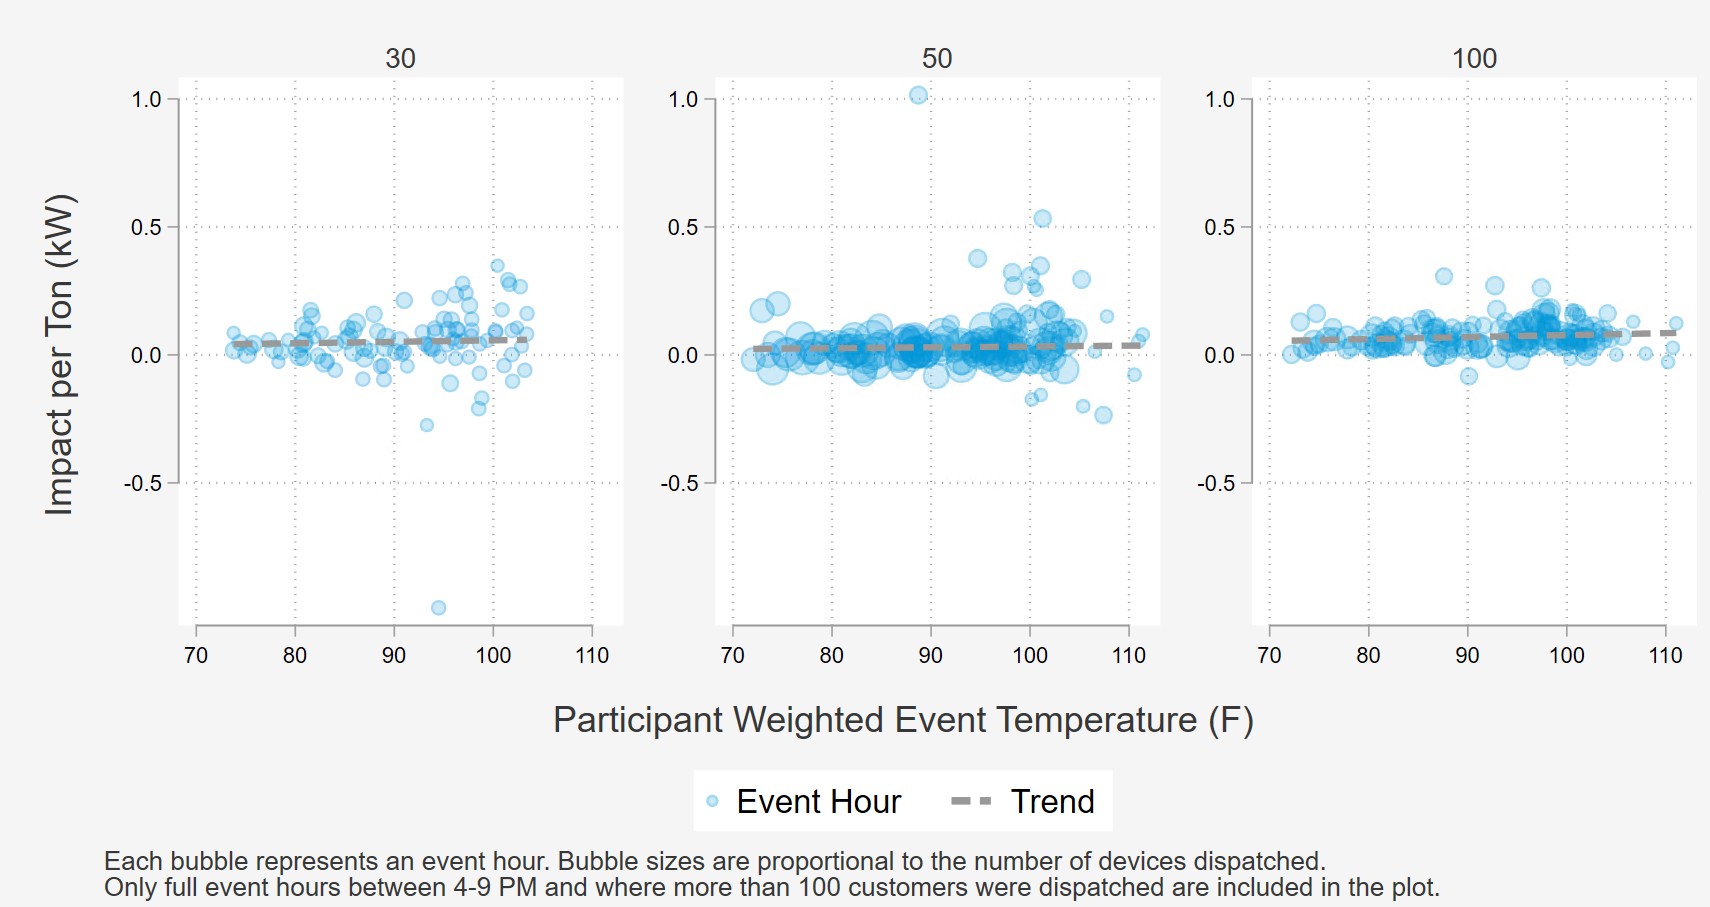 30 50 100
1.0 1.0 1.0
0.5 0.5 0.5
0.0 0.0 0.0
-0.5 -0.5 -0.5
Impact per Ton (kW)
70 80 90 100 110 70 80 90 100 110 70 80 90 100 110
Participant Weighted Event Temperature (F)
Event Hour Trend
Each bubble represents an event hour. Bubble sizes are proportional to the number of devices dispatched.
Only full event hours between 4-9 PM and where more than 100 customers were dispatched are included in the plot.